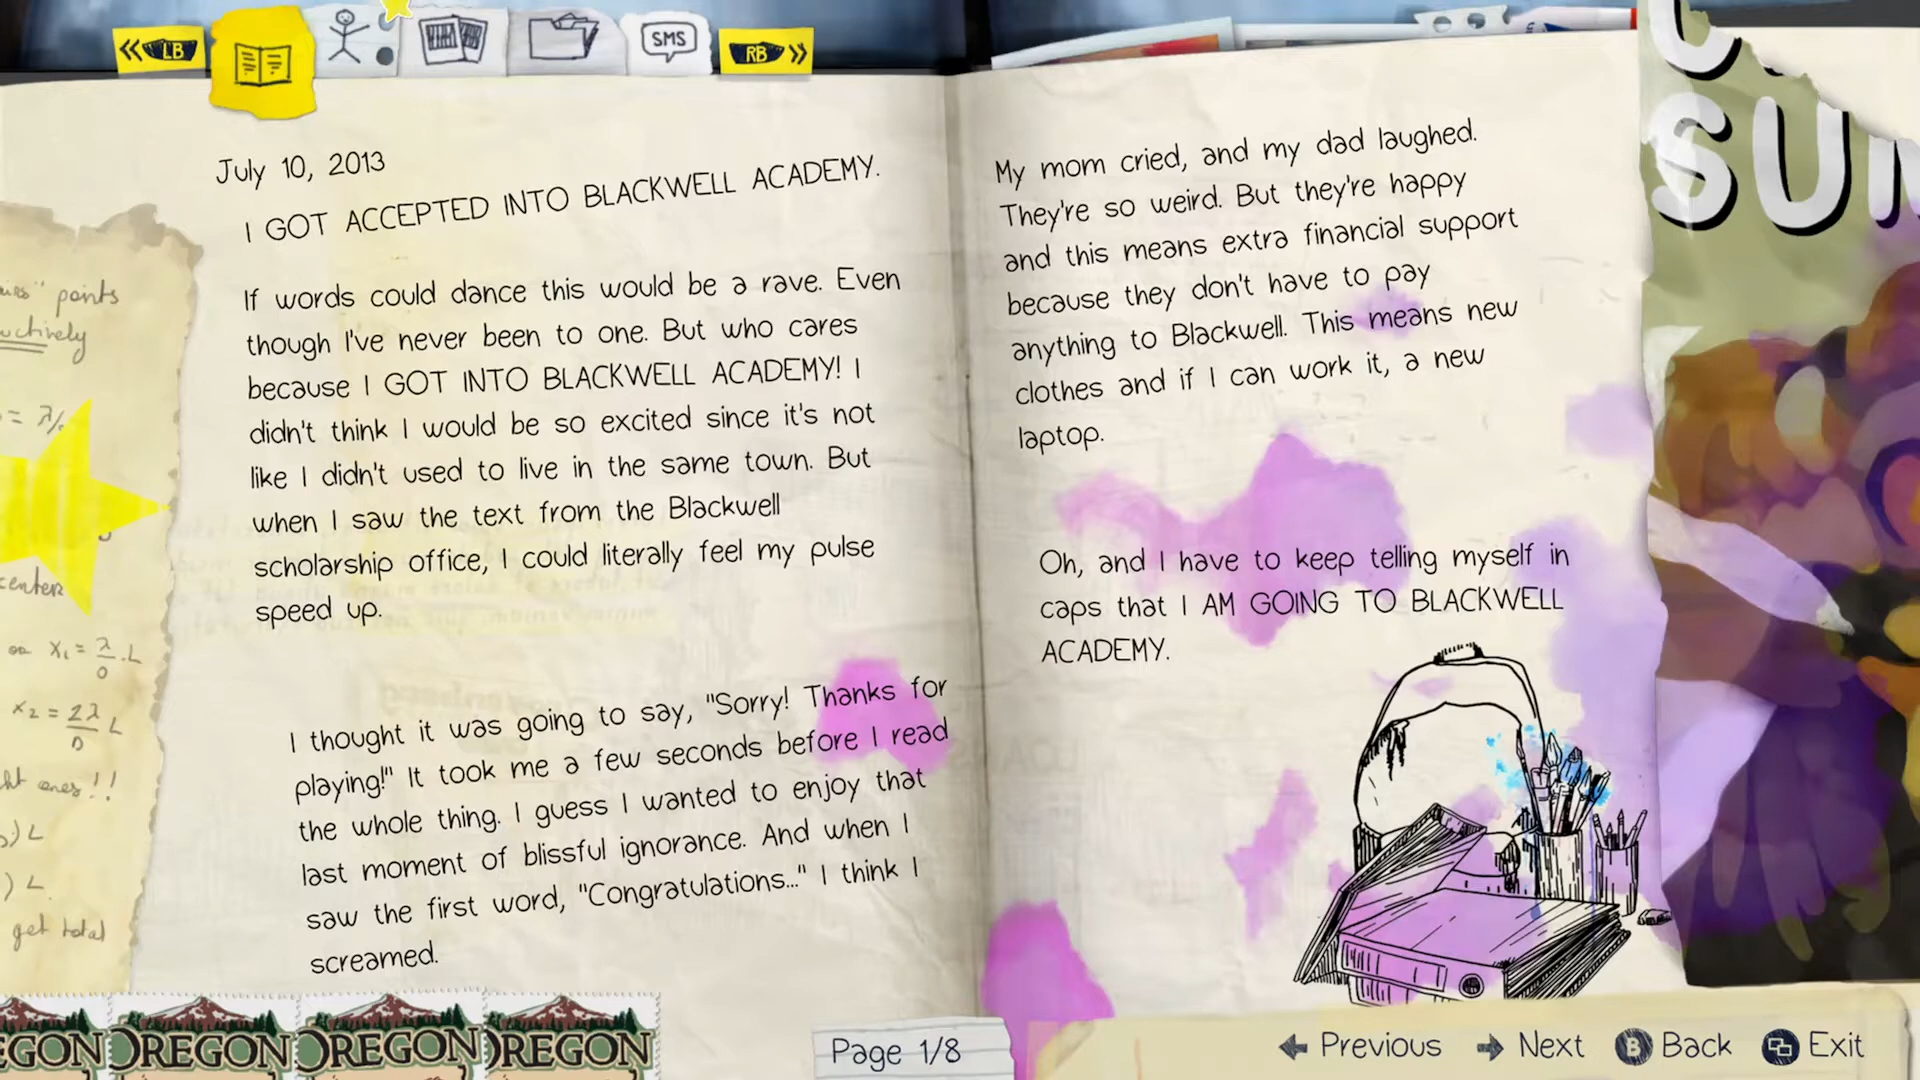 LB
SMS
RB
July 10, 2013
I GOT ACCEPTED INTO BLACKWELL ACADEMY.
If words could dance this would be a rave. Even
though I've never been to one. But who cares
because I GOT INTO BLACKWELL ACADEMY! I
didn't think I would be so excited since it's not
like I didn't used to live in the same town. But
when I saw the text from the Blackwell
scholarship office, I could literally feel my pulse
speed up.
I thought it was going to say, "Sorry! Thanks for
playing!" It took me a few seconds before I read
the whole thing. I guess I wanted to enjoy that
last moment of blissful ignorance. And when I
saw the first word, "Congratulations..." I think I
screamed.
My mom cried, and my dad laughed.
They're so weird. But they're happy
and this means extra financial support
because they don't have to pay
anything to Blackwell. This means new
clothes and if I can work it, a new
laptop.
Oh, and I have to keep telling myself in
caps that I AM GOING TO BLACKWELL
ACADEMY.
points
get total
SUN
EGON OREGON OREGON OREGON
Page 1/8
Previous Next B Back Exit